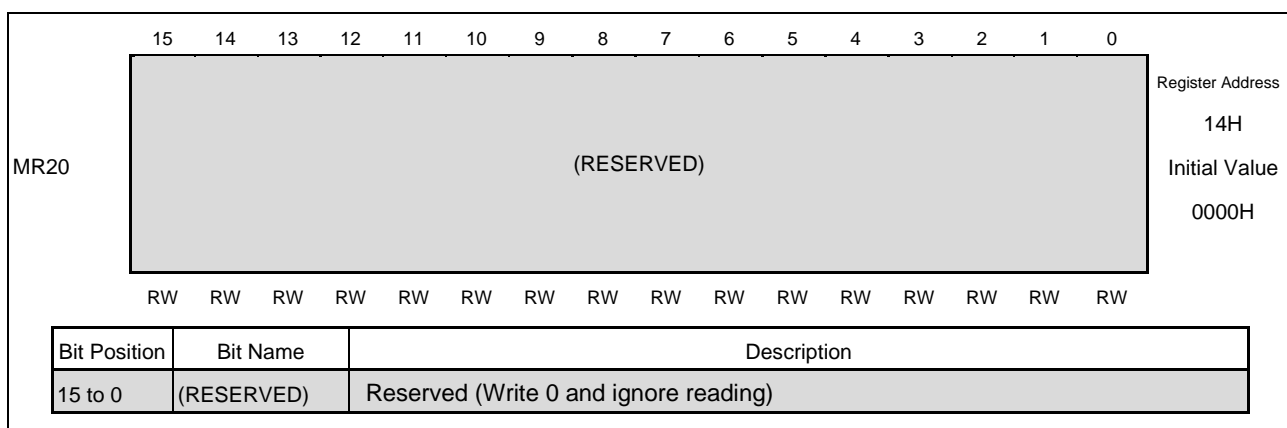 15 14 13 12 11 10 9 8 7 6 5 4 3 2 1 0
Register Address
14H
MR20 (RESERVED) Initial Value
0000H
RW RW RW RW RW RW RW RW RW RW RW RW RW RW RW RW
Bit Position Bit Name Description
15 to 0 (RESERVED) Reserved (Write 0 and ignore reading)